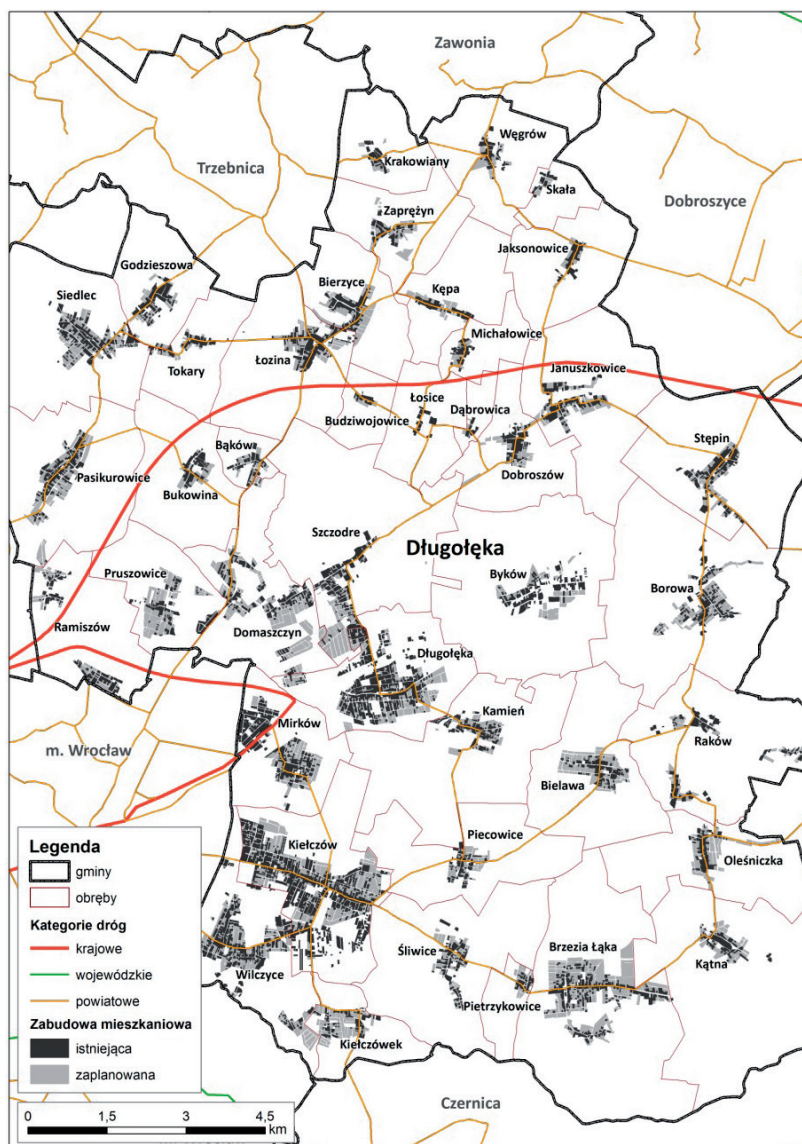 Zawonia
Węgrów
Krakowiany
Trzebnica
Skała
Dobroszyce
Zaprężyn
Jaksonowice
Godzieszowa
Bierzyce
Kępa
Siedlec
Michałowice
Łozina
Tokary
Januszkowice
Łosice
Dąbrowica
Budziwojowice
Stępin
Bąków
Pasikurowice
Dobroszów
Bukowina
Szczodre
Długołęka
Pruszowice
Byków
Borowa
Ramiszów
Domaszczyn
Długołęka
Kamień
Mirków
Raków
m. Wrocław
Bielawa
Piecowice
Kiełczów
Oleśniczka
Śliwice
Brzezia Łąka
Kątna
Wilczyce
Pietrzykowice
Kiełczówek
Czernica
Legenda
gminy
obręby
Kategorie dróg
krajowe
wojewódzkie
powiatowe
Zabudowa mieszkaniowa
istniejąca
zaplanowana
0 1,5 3 4,5
km